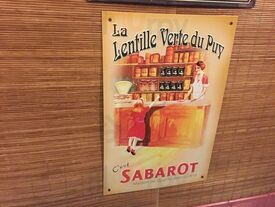 La
Lentille Verte du Puy
C'est
SABAROT